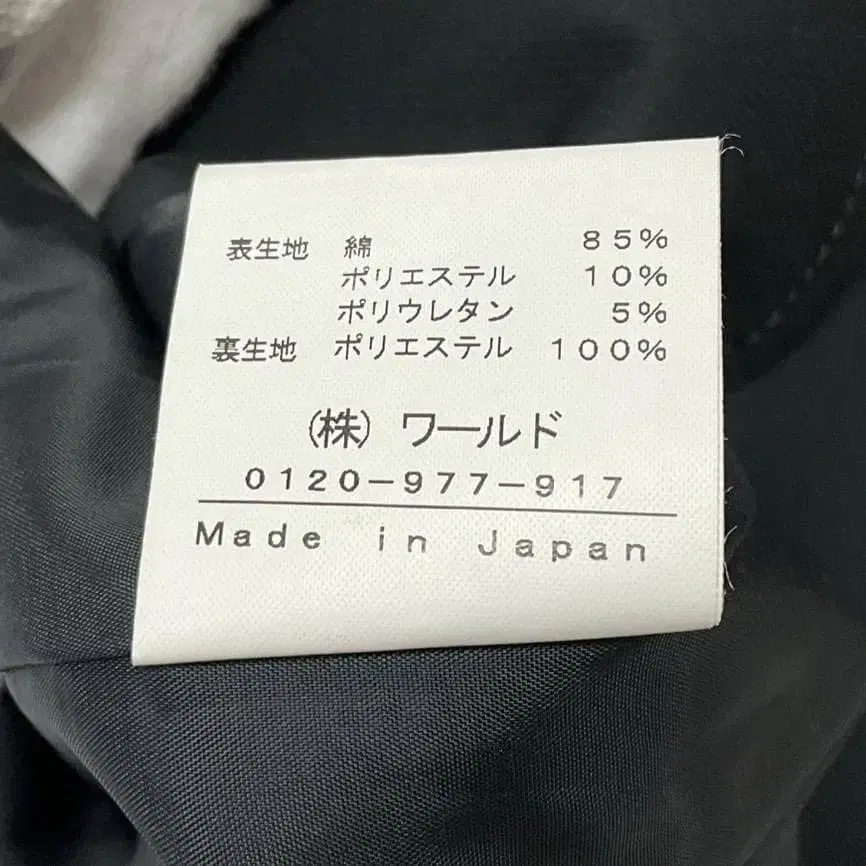 表生地 綿 85%
ポリエステル 10%
ポリウレタン 5%
裏生地 ポリエステル 100%
(株) ワールド
0120-977-917
Made in Japan